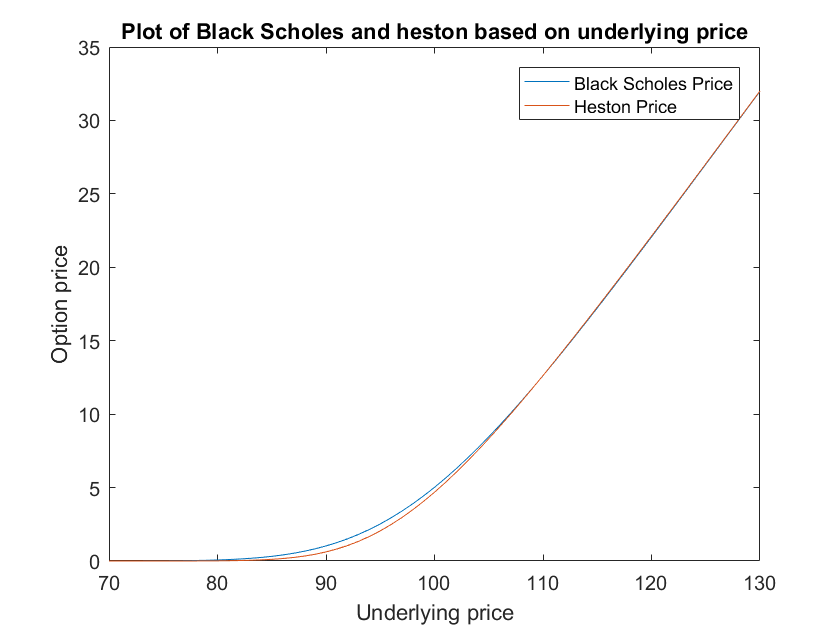 Plot of Black Scholes and heston based on underlying price
35
30
25
20
15
10
5
0
Option price
Black Scholes Price
Heston Price
70 80 90 100 110 120 130
Underlying price